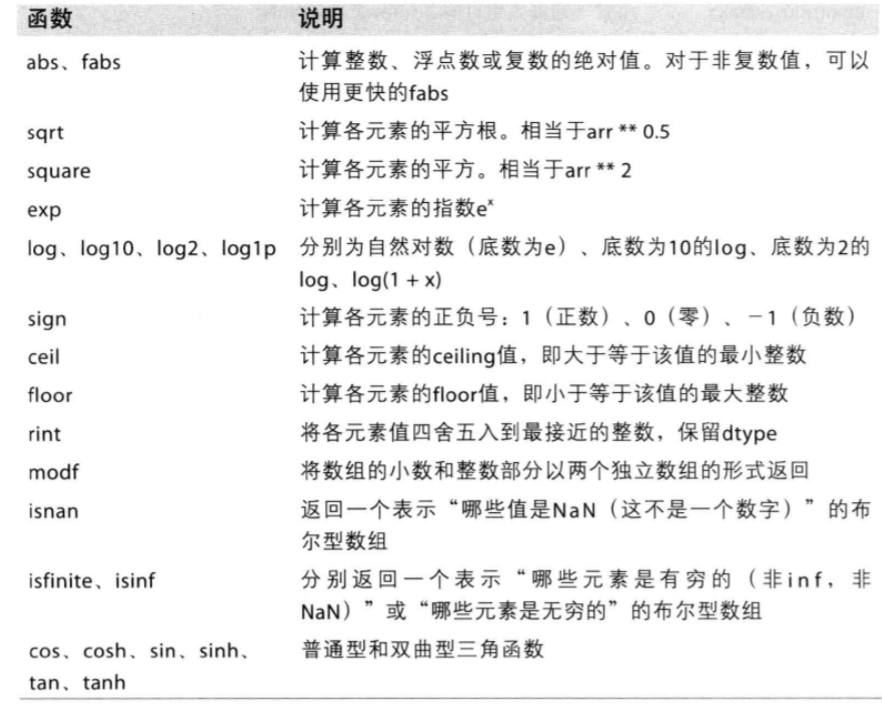 函数 说明
abs、fabs 计算整数、浮点数或复数的绝对值。对于非复数值，可以
使用更快的fabs
sqrt 计算各元素的平方根。相当于arr ** 0.5
square 计算各元素的平方。相当于arr ** 2
exp 计算各元素的指数eˣ
log、log10、log2、log1p 分别为自然对数（底数为e）、底数为10的log、底数为2的
log、log(1 + x)
sign 计算各元素的正负号：1（正数）、0（零）、－1（负数）
ceil 计算各元素的ceiling值，即大于等于该值的最小整数
floor 计算各元素的floor值，即小于等于该值的最大整数
rint 将各元素值四舍五入到最接近的整数，保留dtype
modf 将数组的小数和整数部分以两个独立数组的形式返回
isnan 返回一个表示“哪些值是NaN（这不是一个数字）”的布
尔型数组
isfinite、isinf 分别返回一个表示“哪些元素是有穷的（非inf，非
NaN）”或“哪些元素是无穷的”的布尔型数组
cos、cosh、sin、sinh、 普通型和双曲型三角函数
tan、tanh